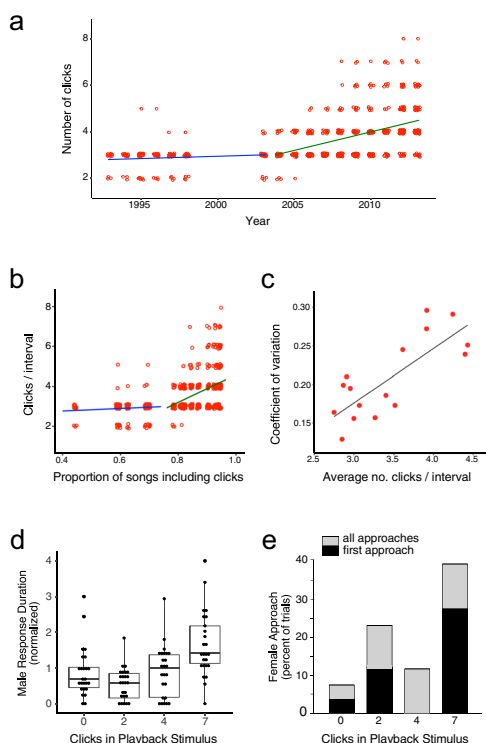 a
8
6
4
2
Number of clicks
1995 2000 2005 2010
Year
b
8
6
4
2
0
Clicks / interval
0.4 0.6 0.8 1.0
Proportion of songs including clicks
c
0.30
0.25
0.20
0.15
Coefficient of variation
2.5 3.0 3.5 4.0 4.5
Average no. clicks / interval
d
4
3
2
1
0
Male Response Duration
(normalized)
0 2 4 7
Clicks in Playback Stimulus
e
all approaches
first approach
40
30
20
10
0
Female Approach
(percent of trials)
0 2 4 7
Clicks in Playback Stimulus